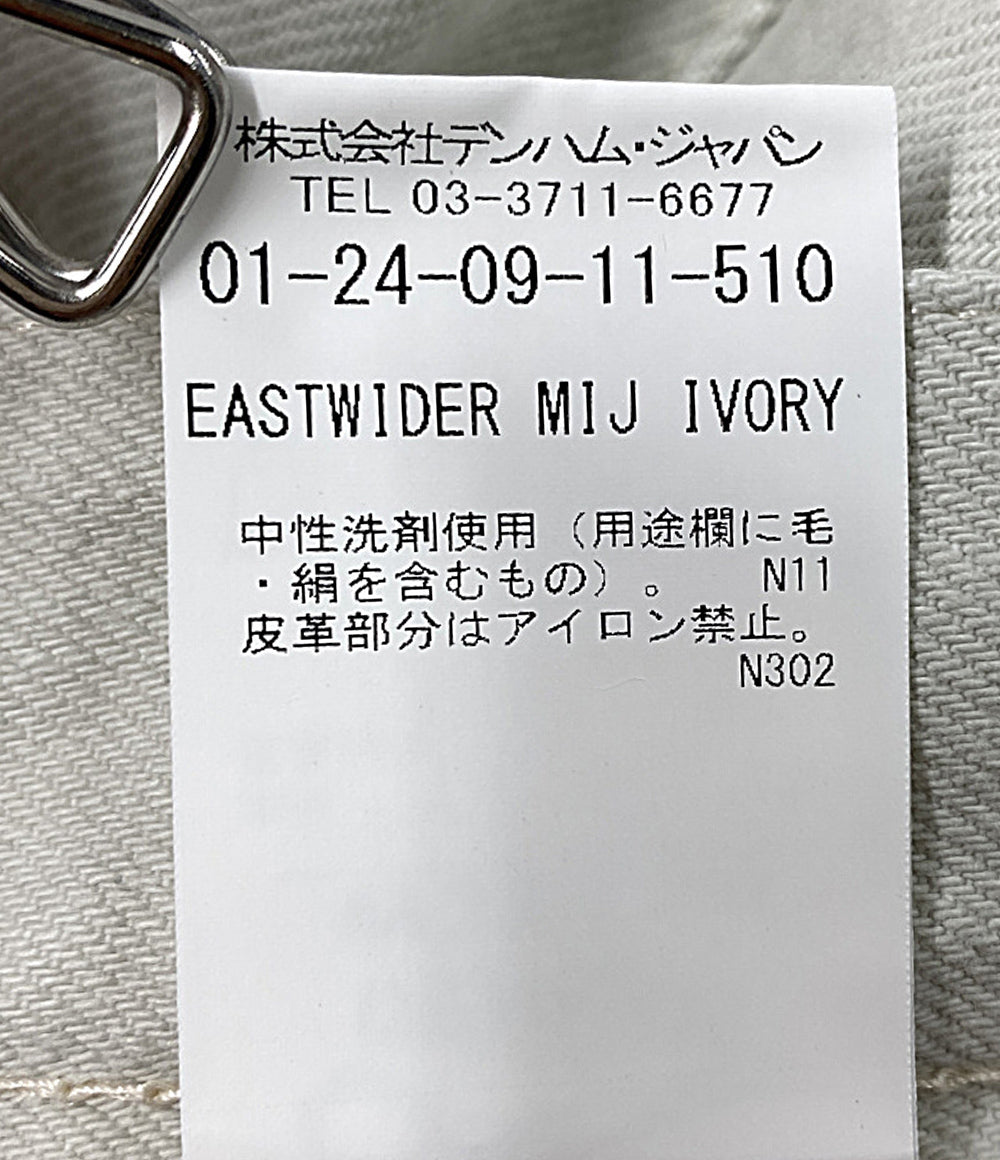 株式会社デンハム・ジャパン
TEL 03-3711-6677
01-24-09-11-510
EASTWIDER MIJ IVORY
中性洗剤使用（用途欄に毛
・絹を含むもの）。 N11
皮革部分はアイロン禁止。
N302